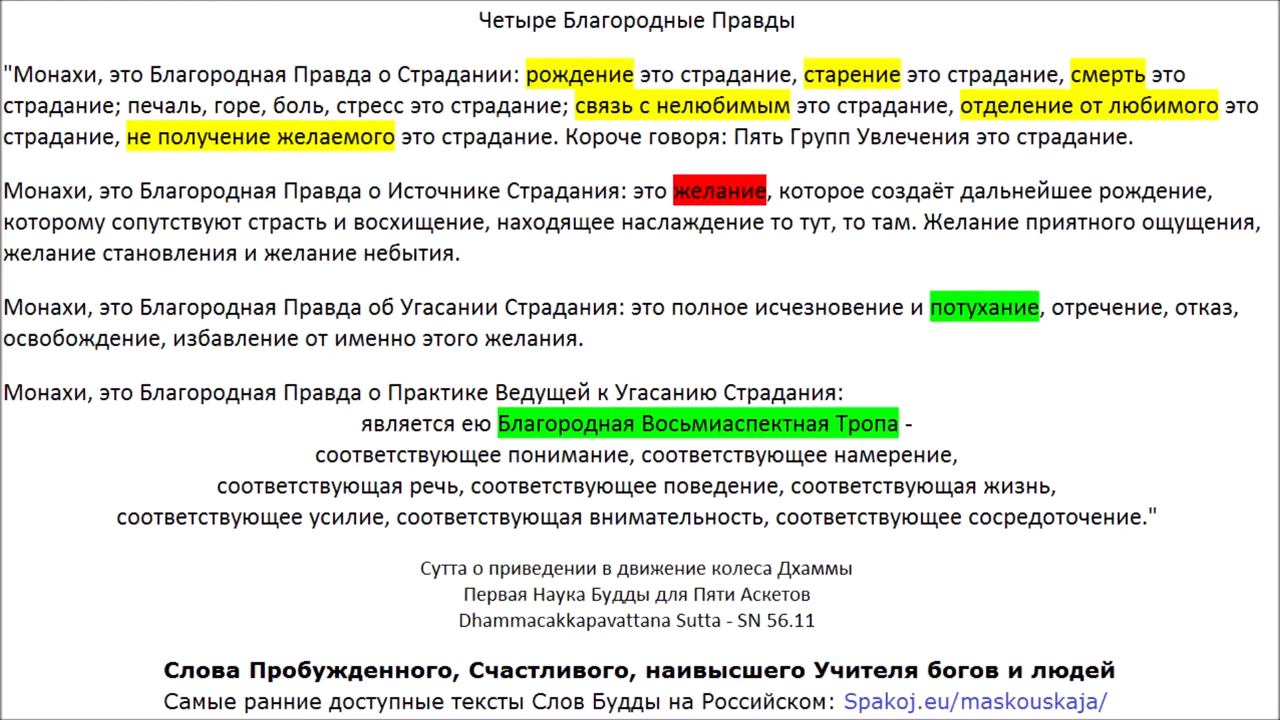 Четыре Благородные Правды
"Монахи, это Благородная Правда о Страдании: рождение это страдание, старение это страдание, смерть это
страдание; печаль, горе, боль, стресс это страдание; связь с нелюбимым это страдание, отделение от любимого это
страдание, не получение желаемого это страдание. Короче говоря: Пять Групп Увлечения это страдание.
Монахи, это Благородная Правда о Источнике Страдания: это желание, которое создаёт дальнейшее рождение,
которому сопутствуют страсть и восхищение, находящее наслаждение то тут, то там. Желание приятного ощущения,
желание становления и желание небытия.
Монахи, это Благородная Правда об Угасании Страдания: это полное исчезновение и потухание, отречение, отказ,
освобождение, избавление от именно этого желания.
Монахи, это Благородная Правда о Практике Ведущей к Угасанию Страдания:
является ею Благородная Восьмиаспектная Тропа -
соответствующее понимание, соответствующее намерение,
соответствующая речь, соответствующее поведение, соответствующая жизнь,
соответствующее усилие, соответствующая внимательность, соответствующее сосредоточение."
Сутта о приведении в движение колеса Дхаммы
Первая Наука Будды для Пяти Аскетов
Dhammacakkapavattana Sutta - SN 56.11
Слова Пробужденного, Счастливого, наивысшего Учителя богов и людей
Самые ранние доступные тексты Слов Будды на Российском: Spakoj.eu/maskouskaja/